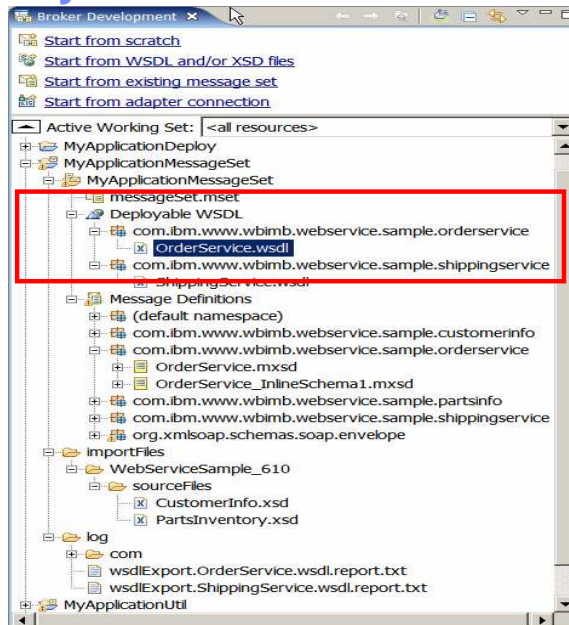 Broker Development
Start from scratch
Start from WSDL and/or XSD files
Start from existing message set
Start from adapter connection
Active Working Set: <all resources>
MyApplicationDeploy
MyApplicationMessageSet
MyApplicationMessageSet
messageSet.mset
Deployable WSDL
com.ibm.www.wbimb.webservice.sample.orderservice
OrderService.wsdl
com.ibm.www.wbimb.webservice.sample.shippingservice
ShippingService.wsdl
Message Definitions
(default namespace)
com.ibm.www.wbimb.webservice.sample.customerinfo
com.ibm.www.wbimb.webservice.sample.orderservice
OrderService.mxsd
OrderService_InlineSchema1.mxsd
com.ibm.www.wbimb.webservice.sample.partsinfo
com.ibm.www.wbimb.webservice.sample.shippingservice
org.xmlsoap.schemas.soap.envelope
importFiles
WebServiceSample_610
sourceFiles
CustomerInfo.xsd
PartsInventory.xsd
log
com
wsdlExport.OrderService.wsdl.report.txt
wsdlExport.ShippingService.wsdl.report.txt
MyApplicationUtil